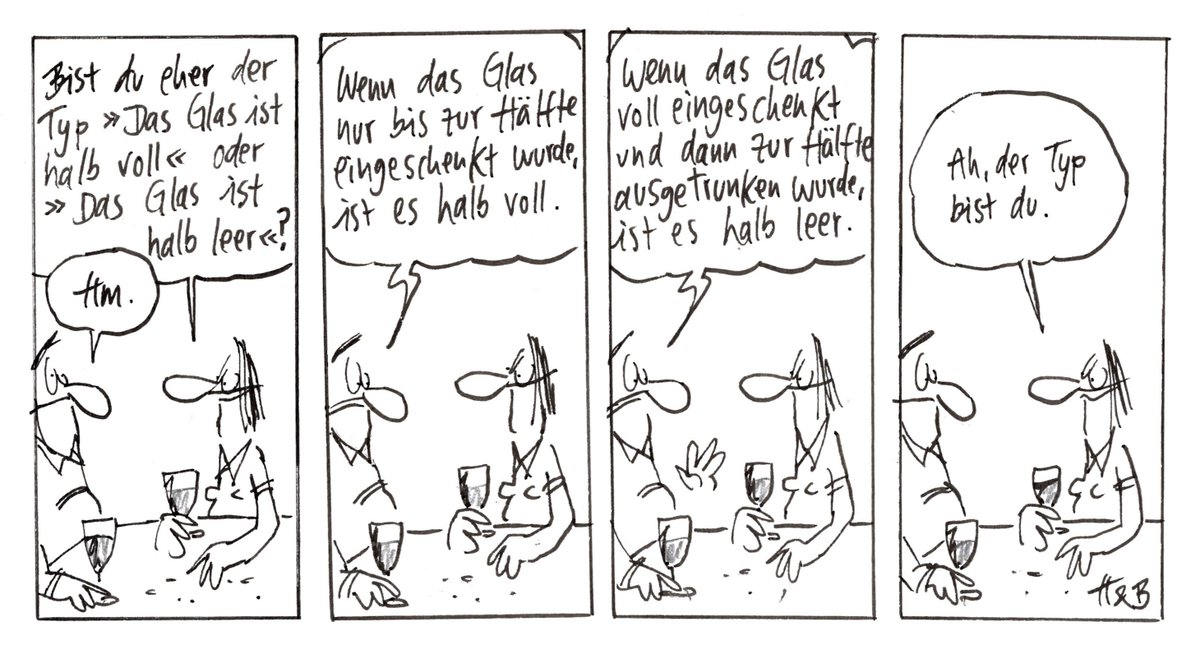 Bist du eher der
Typ »Das Glas ist
halb voll« oder
»Das Glas ist
halb leer«?
Hm.
Wenn das Glas
nur bis zur Hälfte
eingeschenkt wurde,
ist es halb voll.
Wenn das Glas
voll eingeschenkt
und dann zur Hälfte
ausgetrunken wurde,
ist es halb leer.
Ah, der Typ
bist du.
H&B